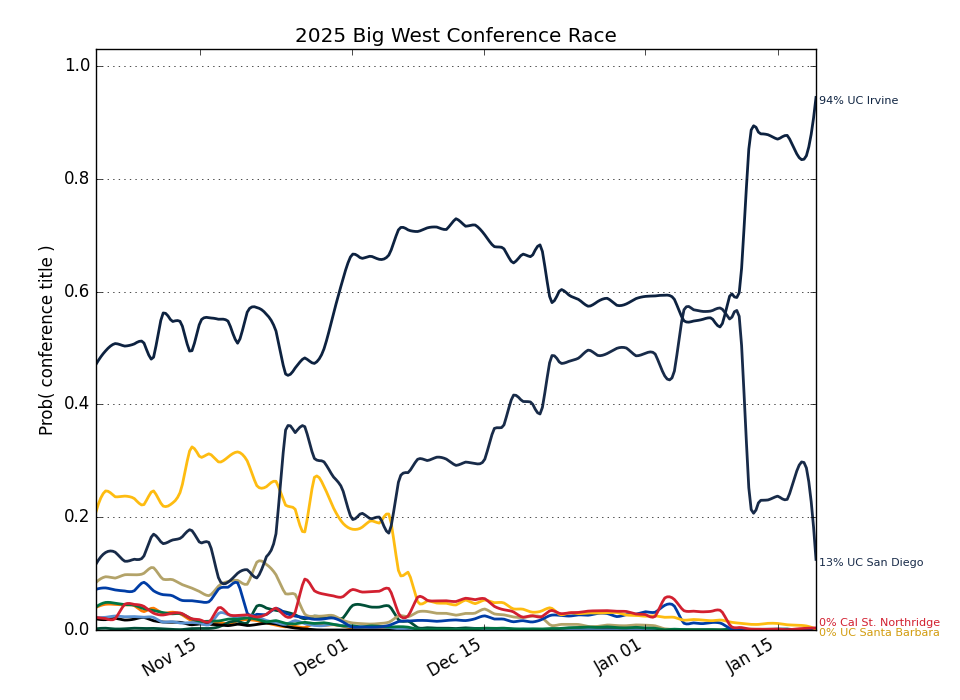 2025 Big West Conference Race
1.0
0.8
0.6
0.4
0.2
0.0
Prob( conference title )
94% UC Irvine
13% UC San Diego
0% Cal St. Northridge
0% UC Santa Barbara
Nov 15
Dec 01
Dec 15
Jan 01
Jan 15